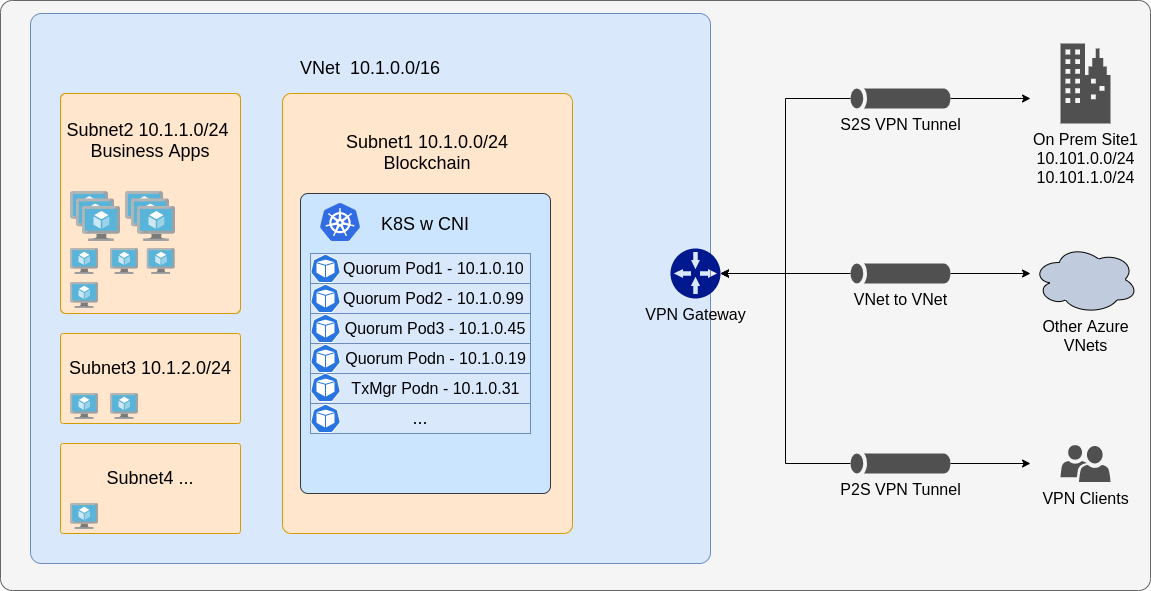 VNet 10.1.0.0/16
Subnet2 10.1.1.0/24
Business Apps
Subnet3 10.1.2.0/24
Subnet4 ...
Subnet1 10.1.0.0/24
Blockchain
K8S w CNI
Quorum Pod1 - 10.1.0.10
Quorum Pod2 - 10.1.0.99
Quorum Pod3 - 10.1.0.45
Quorum Podn - 10.1.0.19
TxMgr Podn - 10.1.0.31
...
VPN Gateway
S2S VPN Tunnel
On Prem Site1
10.101.0.0/24
10.101.1.0/24
VNet to VNet
Other Azure
VNets
P2S VPN Tunnel
VPN Clients